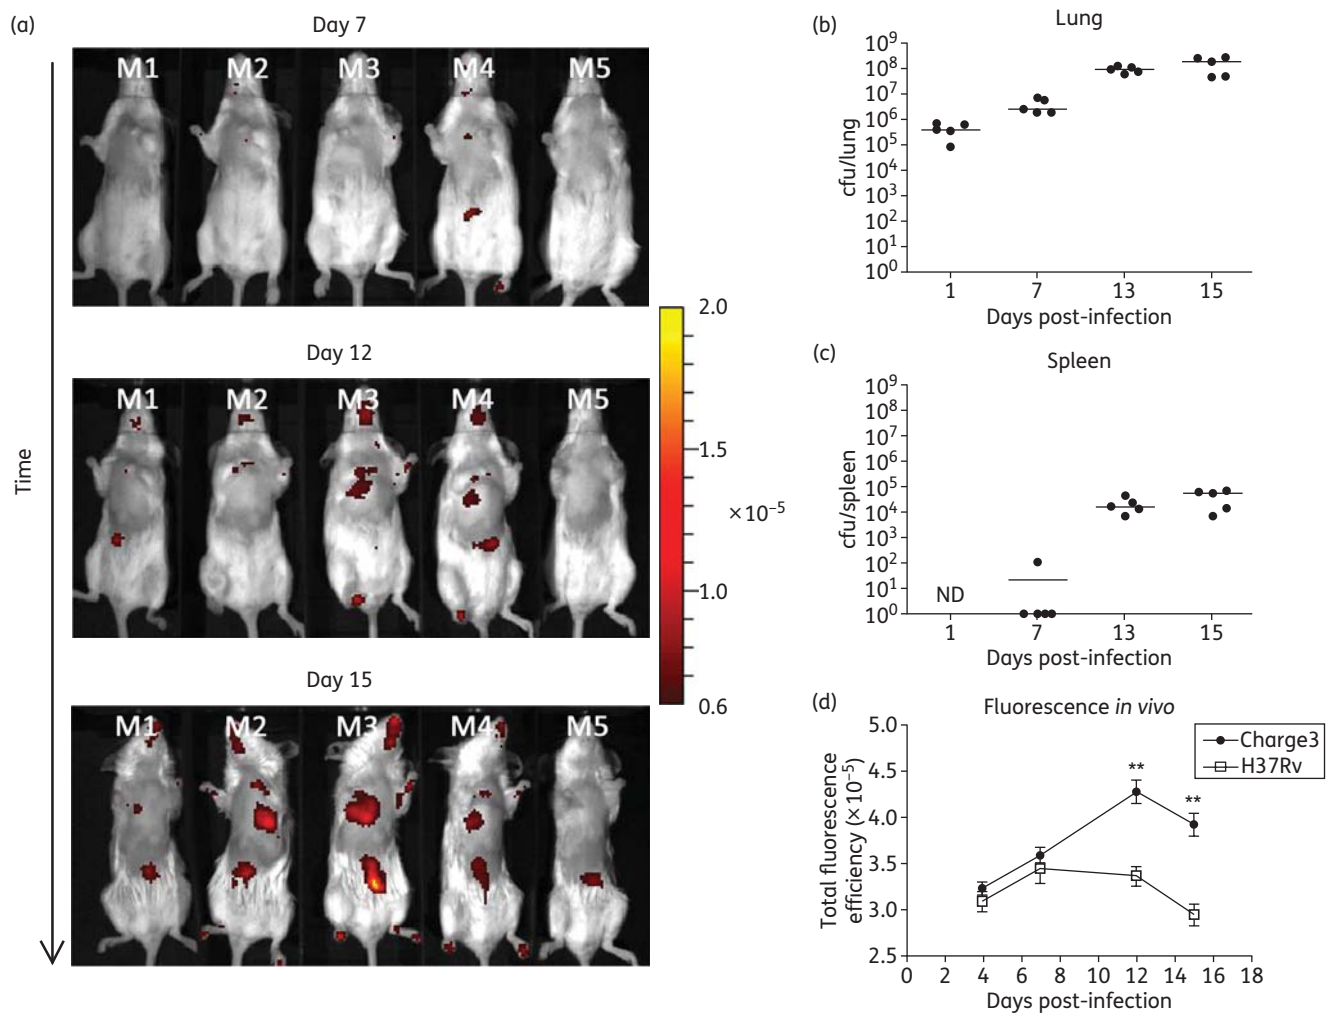 (a)
Day 7
M1 M2 M3 M4 M5
Day 12
M1 M2 M3 M4 M5
Day 15
M1 M2 M3 M4 M5
Time
2.0
1.5
×10⁻⁵
1.0
0.6
(b)
Lung
10⁹
10⁸
10⁷
10⁶
10⁵
10⁴
10³
10²
10¹
10⁰
cfu/lung
1 7 13 15
Days post-infection
(c)
Spleen
10⁹
10⁸
10⁷
10⁶
10⁵
10⁴
10³
10²
10¹
10⁰
cfu/spleen
ND
1 7 13 15
Days post-infection
(d)
Fluorescence in vivo
5.0
4.5
4.0
3.5
3.0
2.5
Total fluorescence
efficiency (×10⁻⁵)
Charge3
H37Rv
**
**
0 2 4 6 8 10 12 14 16 18
Days post-infection